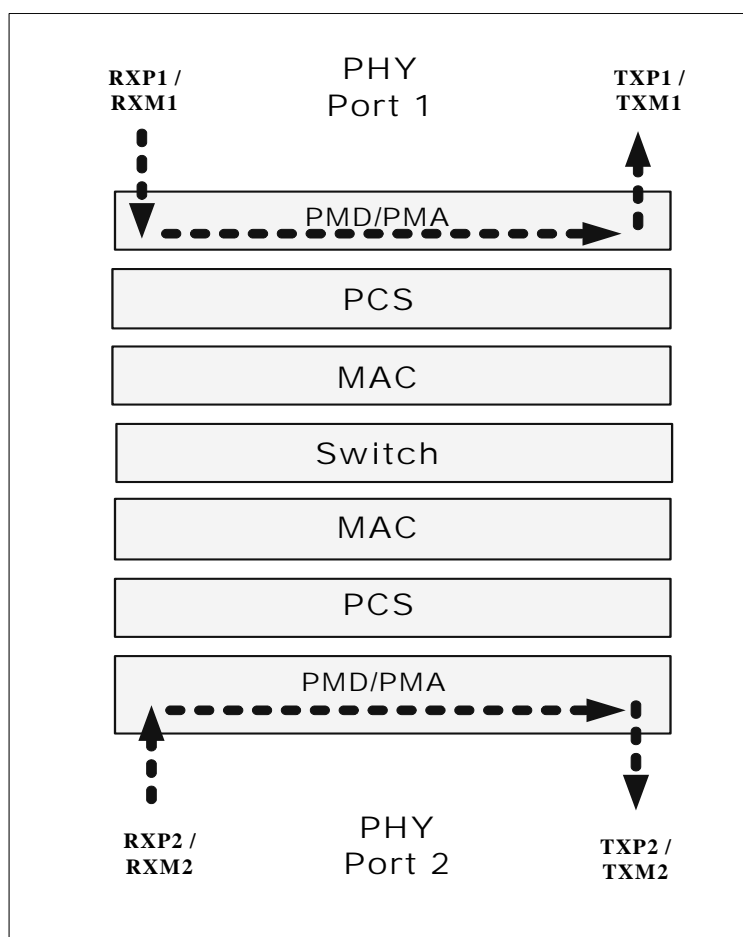 PHY
Port 1
RXP1 /
RXM1
TXP1 /
TXM1
PMD/PMA
PCS
MAC
Switch
MAC
PCS
PMD/PMA
RXP2 /
RXM2
PHY
Port 2
TXP2 /
TXM2